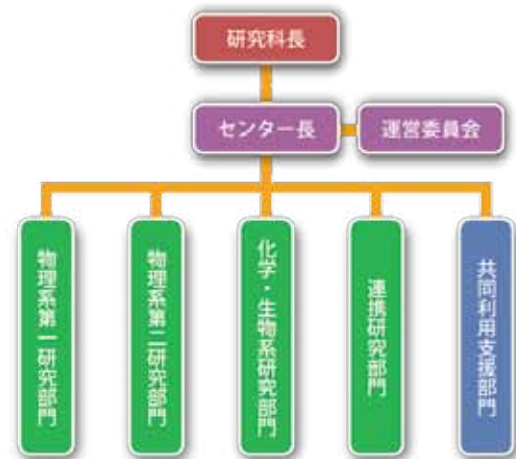 研究科長
センター長
運営委員会
物理系第一研究部門
物理系第二研究部門
化学・生物系研究部門
連携研究部門
共同利用支援部門